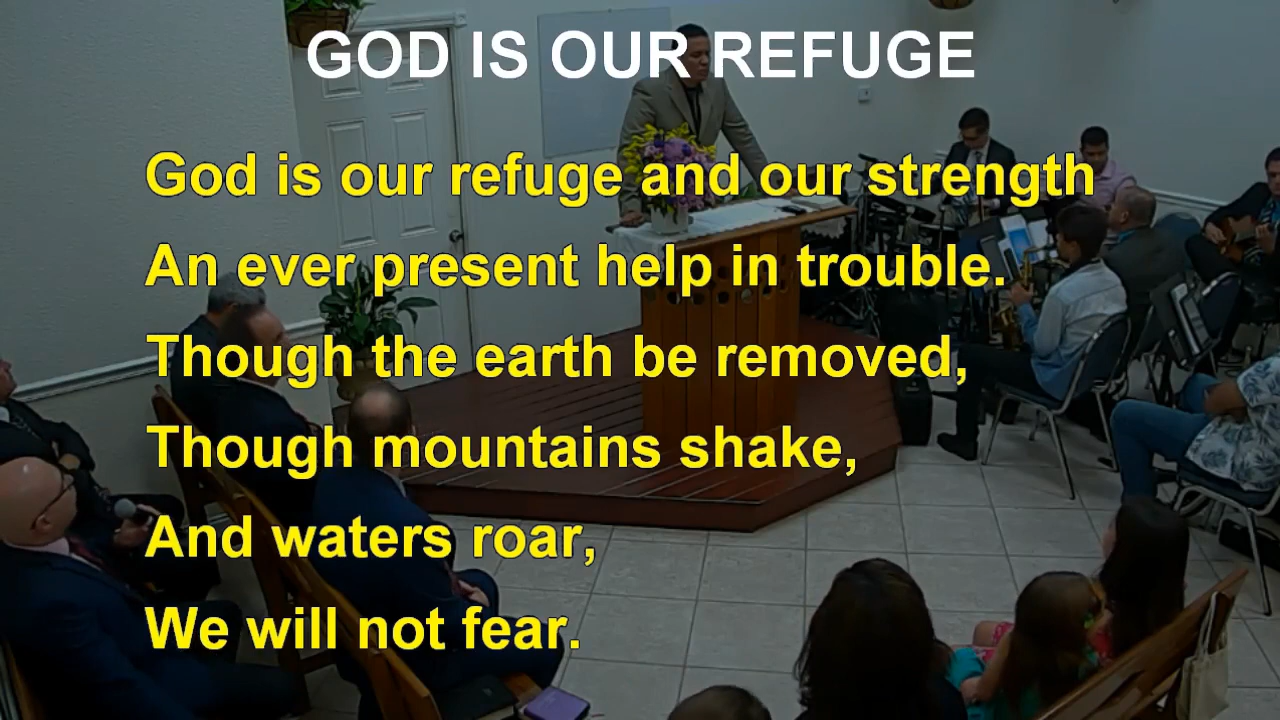 GOD IS OUR REFUGE
God is our refuge and our strength
An ever present help in trouble.
Though the earth be removed,
Though mountains shake,
And waters roar,
We will not fear.